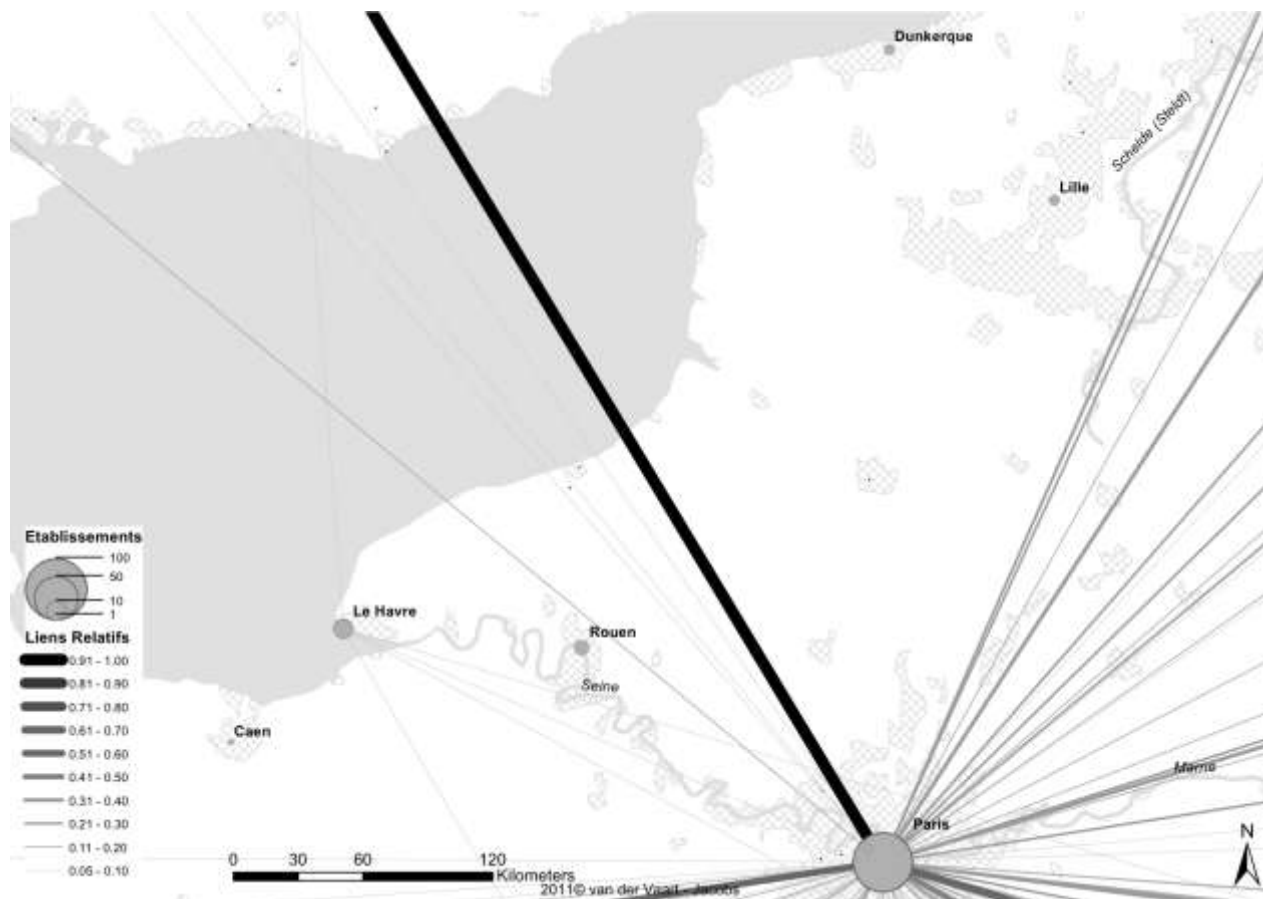 Dunkerque
Schelde (Steldt)
Lille
Etablissements
100
50
10
1
Le Havre
Rouen
Liens Relatifs
0.91 - 1.00
0.81 - 0.90
Seine
0.71 - 0.80
0.61 - 0.70
Caen
0.51 - 0.60
0.41 - 0.50
Marne
0.31 - 0.40
0.21 - 0.30
Paris
N
0.11 - 0.20
0 30 60 120
0.05 - 0.10
Kilometers
2011© van der Vaart - Jacobs